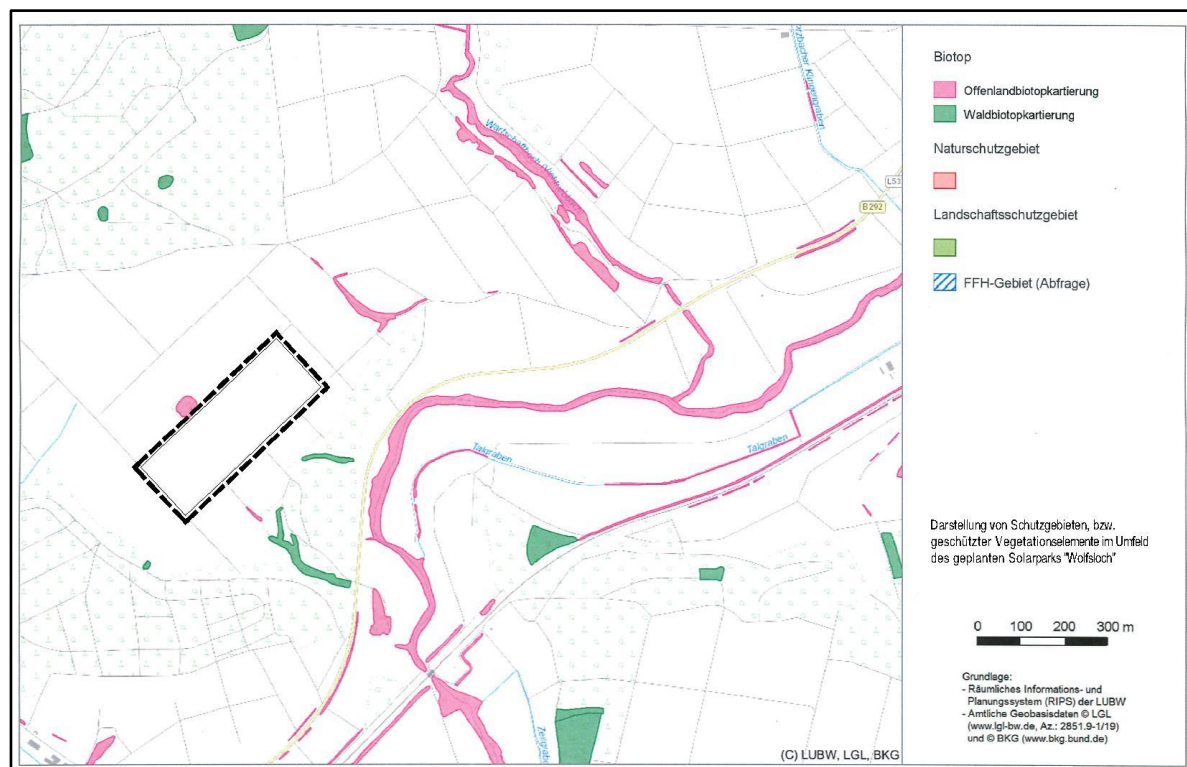 Biotop
Offenlandbiotopkartierung
Waldbiotopkartierung
Naturschutzgebiet
Landschaftsschutzgebiet
FFH-Gebiet (Abfrage)
B 292
Talgraben
Talgraben
Darstellung von Schutzgebieten, bzw.
geschützter Vegetationselemente im Umfeld
des geplanten Solarparks "Wolfsloch"
0 100 200 300 m
Grundlage:
- Räumliches Informations- und
Planungssystem (RIPS) der LUBW
- Amtliche Geobasisdaten © LGL
(www.lgl-bw.de, Az.: 2851.9-1/19)
und © BKG (www.bkg.bund.de)
(C) LUBW, LGL, BKG